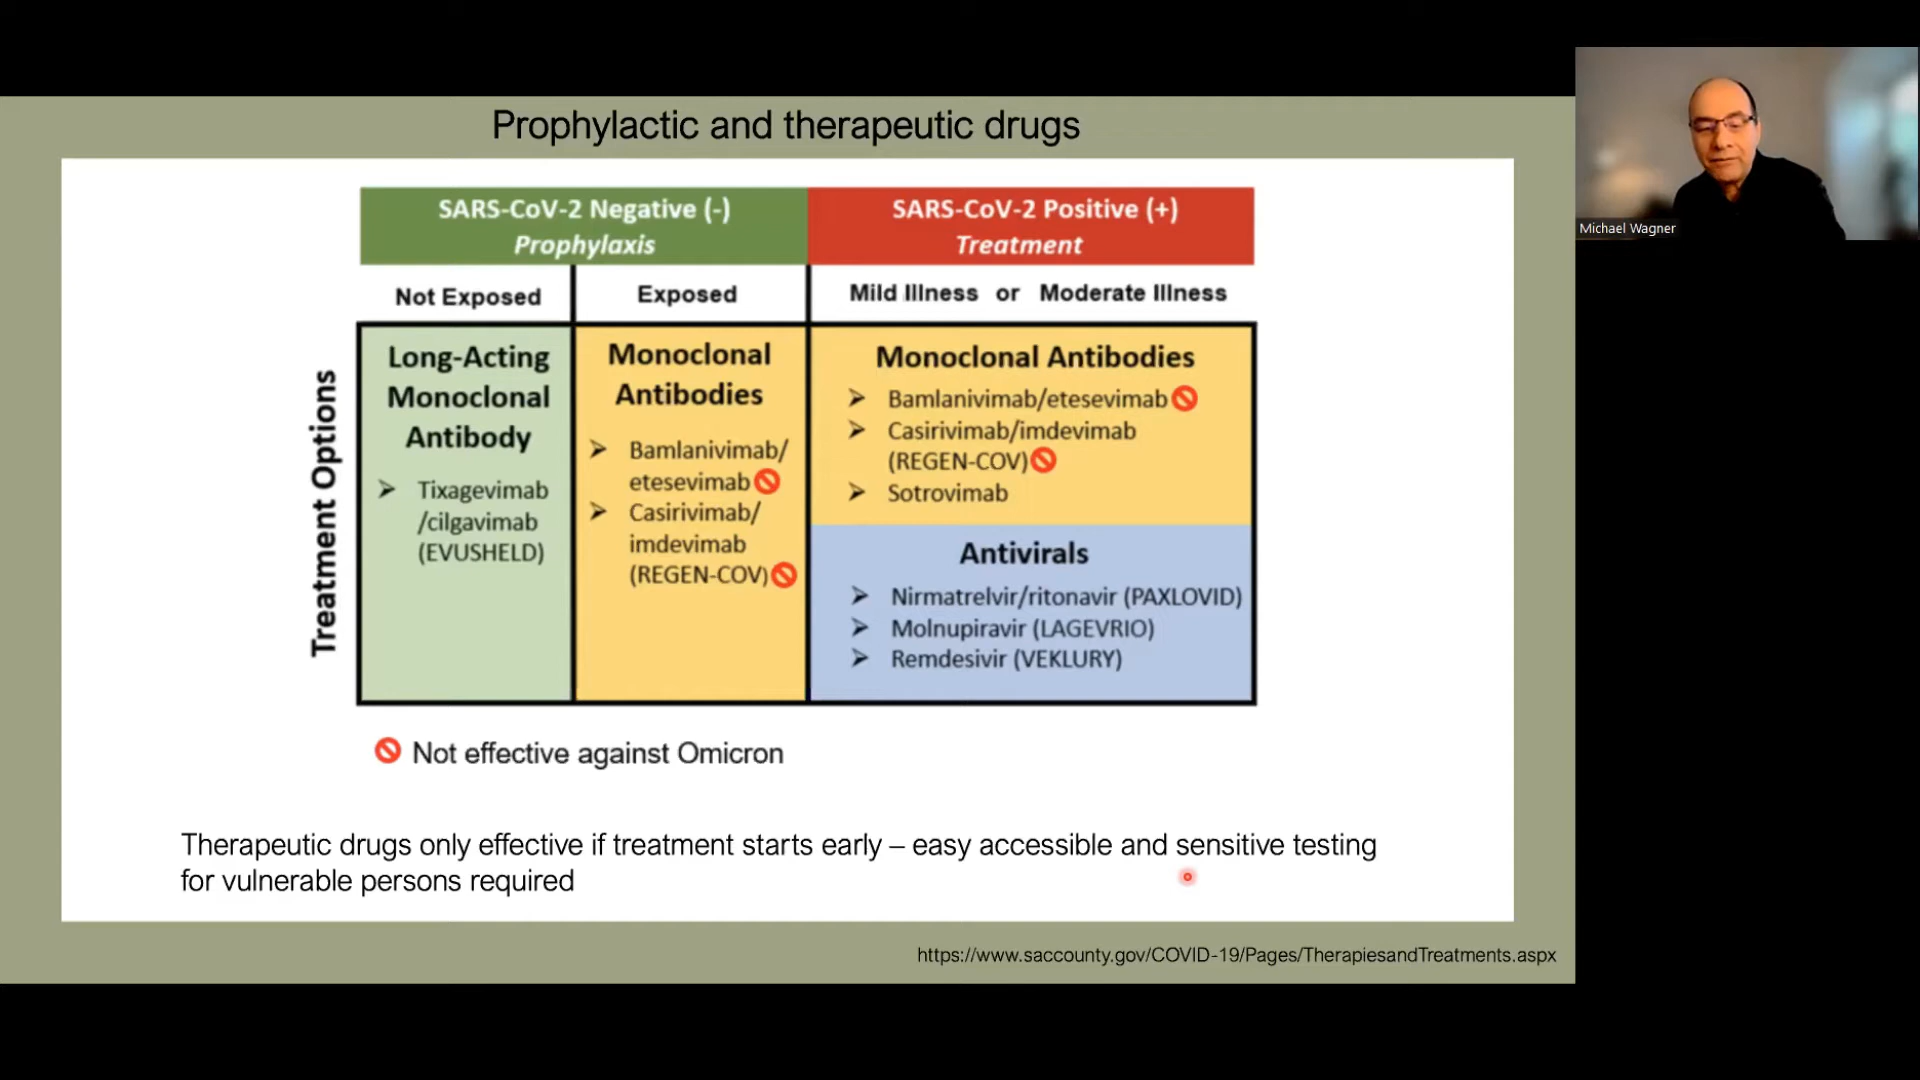 Prophylactic and therapeutic drugs
SARS-CoV-2 Negative (-)
Prophylaxis
SARS-CoV-2 Positive (+)
Treatment
Not Exposed
Exposed
Mild Illness or Moderate Illness
Treatment Options
Long-Acting
Monoclonal
Antibody
➤ Tixagevimab
/cilgavimab
(EVUSHELD)
Monoclonal
Antibodies
➤ Bamlanivimab/
etesevimab
➤ Casirivimab/
imdevimab
(REGEN-COV)
Monoclonal Antibodies
➤ Bamlanivimab/etesevimab
➤ Casirivimab/imdevimab
(REGEN-COV)
➤ Sotrovimab
Antivirals
➤ Nirmatrelvir/ritonavir (PAXLOVID)
➤ Molnupiravir (LAGEVRIO)
➤ Remdesivir (VEKLURY)
Not effective against Omicron
Therapeutic drugs only effective if treatment starts early – easy accessible and sensitive testing
for vulnerable persons required
https://www.saccounty.gov/COVID-19/Pages/TherapiesandTreatments.aspx
Michael Wagner